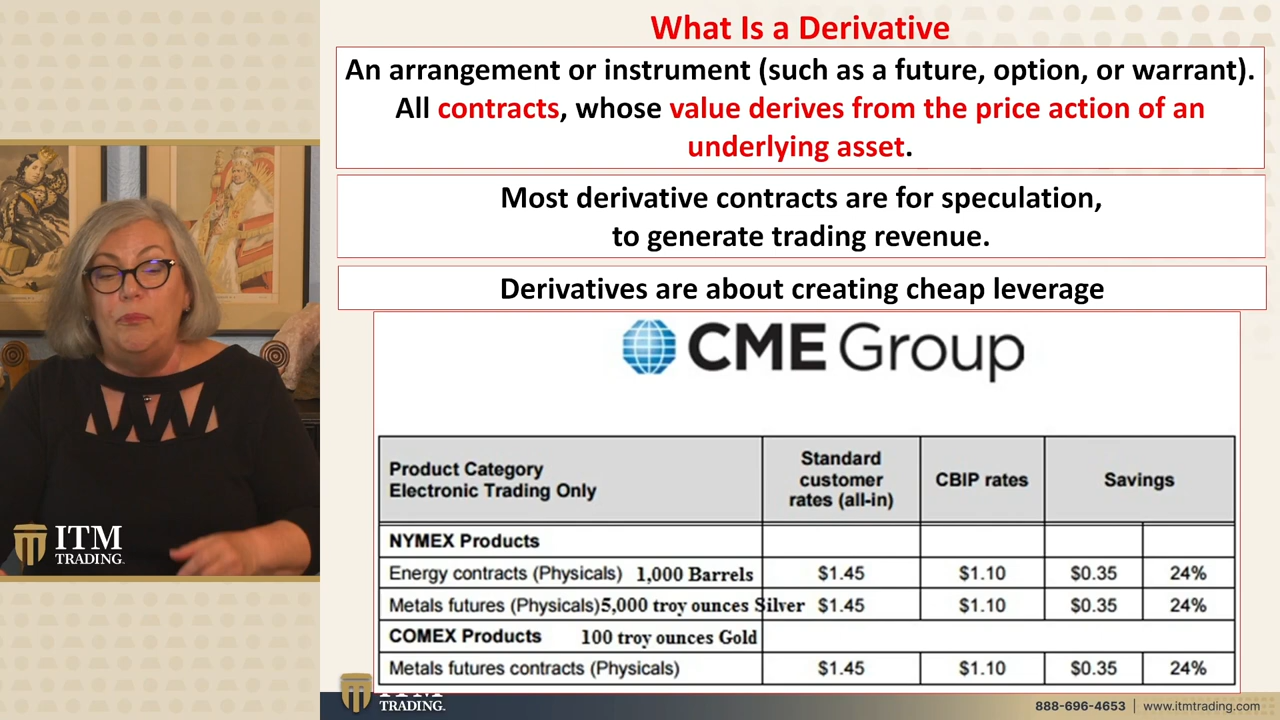 What Is a Derivative
An arrangement or instrument (such as a future, option, or warrant).
All contracts, whose value derives from the price action of an
underlying asset.
Most derivative contracts are for speculation,
to generate trading revenue.
Derivatives are about creating cheap leverage
CME Group
Product Category
Electronic Trading Only
Standard
customer
rates (all-in)
CBIP rates
Savings
NYMEX Products
Energy contracts (Physicals) 1,000 Barrels $1.45 $1.10 $0.35 24%
Metals futures (Physicals)5,000 troy ounces Silver $1.45 $1.10 $0.35 24%
COMEX Products 100 troy ounces Gold
Metals futures contracts (Physicals) $1.45 $1.10 $0.35 24%
ITM
TRADING.
ITM
TRADING.
888-696-4653 | www.itmtrading.com